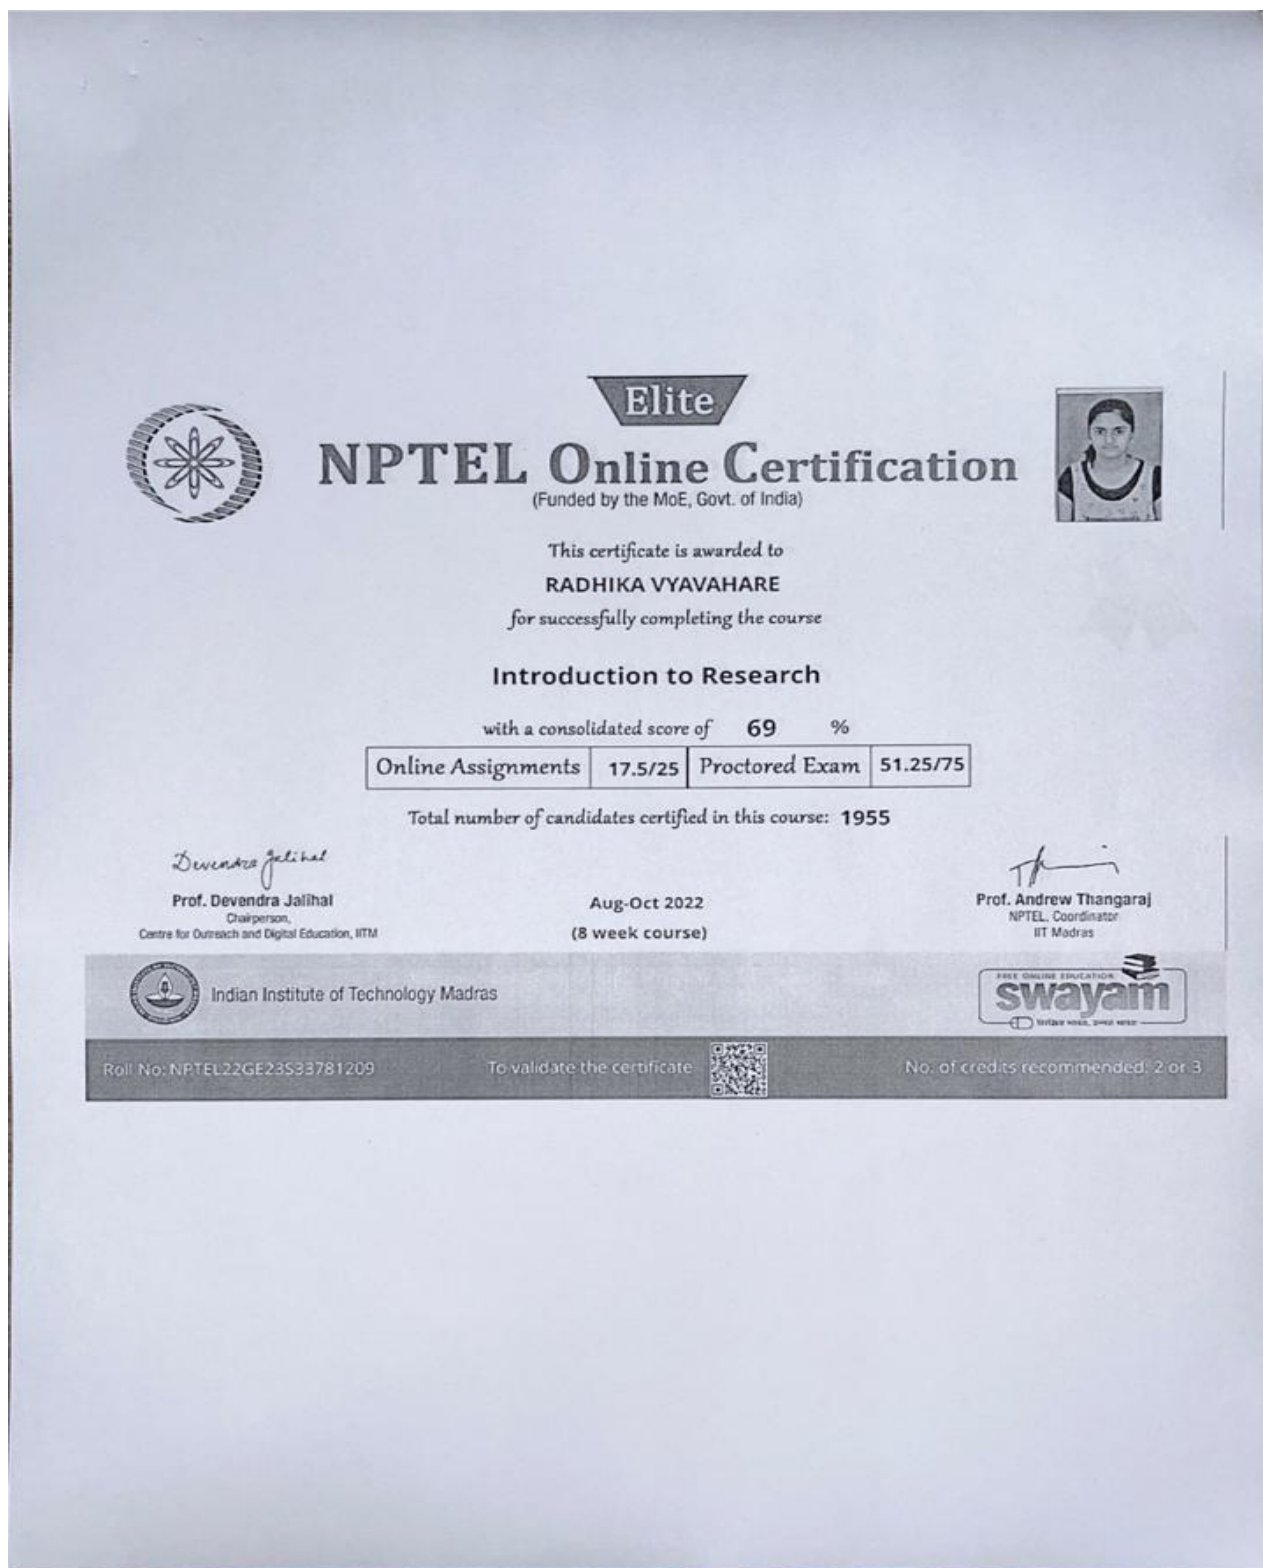 Elite
NPTEL Online Certification
(Funded by the MoE, Govt. of India)
This certificate is awarded to
RADHIKA VYAVAHARE
for successfully completing the course
Introduction to Research
with a consolidated score of 69 %
Online Assignments 17.5/25 Proctored Exam 51.25/75
Total number of candidates certified in this course: 1955
Devendra Jalihal
Prof. Devendra Jalihal
Chairperson,
Centre for Outreach and Digital Education, IITM
Aug-Oct 2022
(8 week course)
Prof. Andrew Thangaraj
NPTEL, Coordinator
IIT Madras
Indian Institute of Technology Madras
FREE ONLINE EDUCATION
swayam
Roll No: NPTEL22GE23S33781209
To validate the certificate
No. of credits recommended: 2 or 3